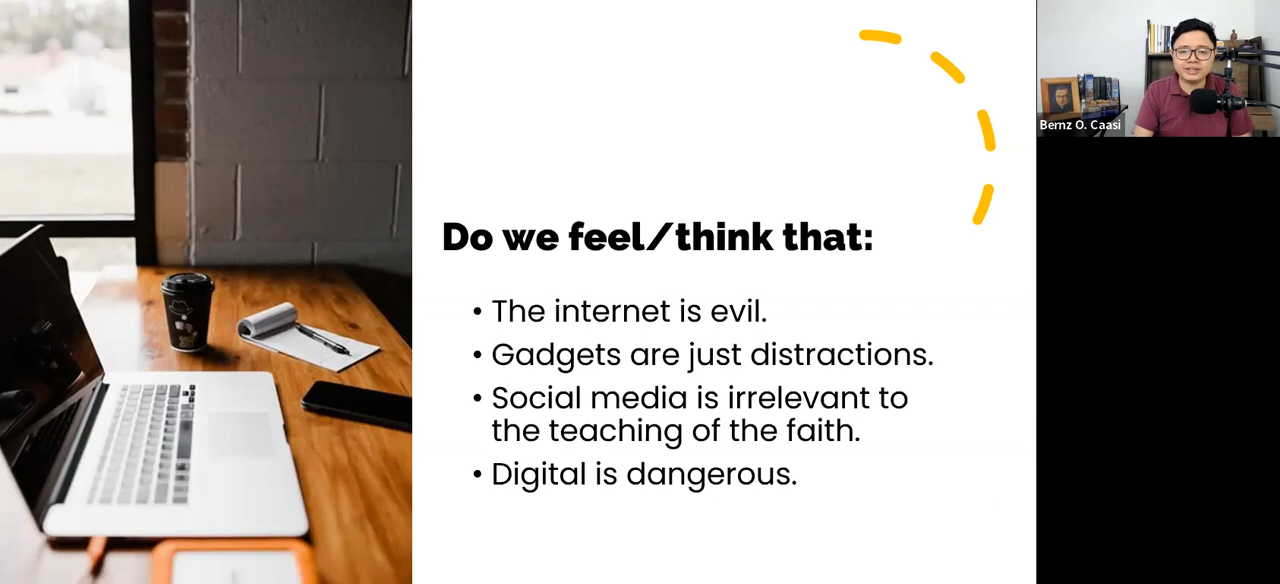 Do we feel/think that:
• The internet is evil.
• Gadgets are just distractions.
• Social media is irrelevant to
the teaching of the faith.
• Digital is dangerous.
Bernz O. Caasi